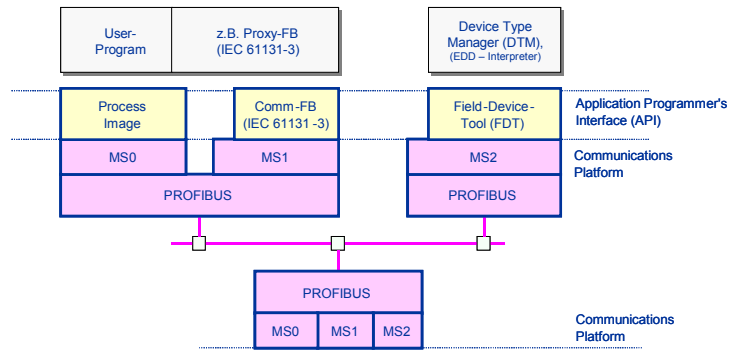 User-
Program
z.B. Proxy-FB
(IEC 61131-3)
Device Type
Manager (DTM),
(EDD – Interpreter)
Process
Image
Comm-FB
(IEC 61131 -3)
Field-Device-
Tool (FDT)
Application Programmer's
Interface (API)
MS0
MS1
MS2
Communications
Platform
PROFIBUS
PROFIBUS
PROFIBUS
MS0
MS1
MS2
Communications
Platform